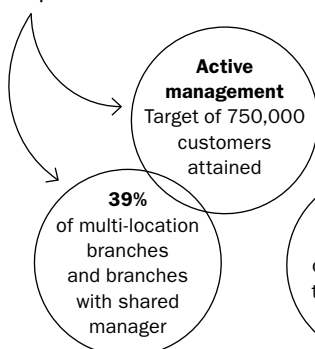 Active
management
Target of 750,000
customers
attained
39%
of multi-location
branches
and branches
with shared
manager